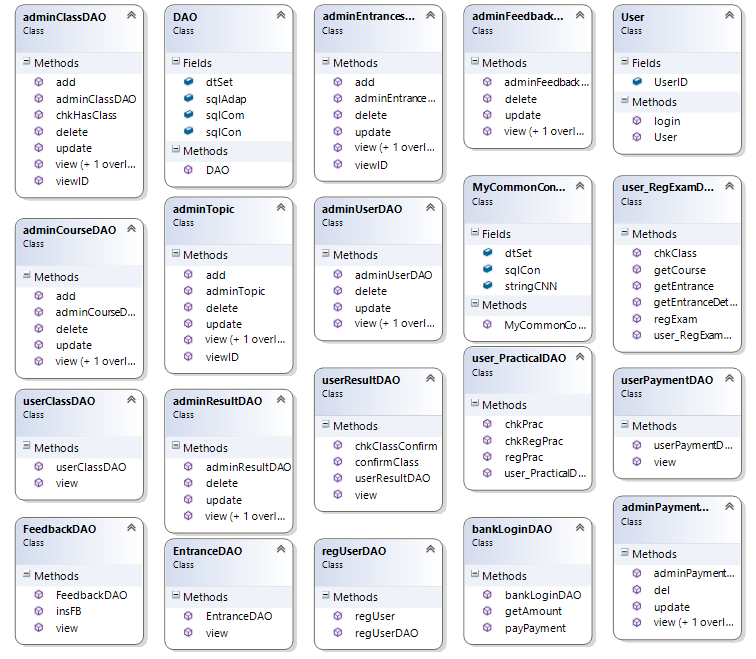 adminClassDAO
Class
Methods
add
adminClassDAO
chkHasClass
delete
update
view (+ 1 overl...
viewID
adminCourseDAO
Class
Methods
add
adminCourseD...
delete
update
view (+ 1 overl...
userClassDAO
Class
Methods
userClassDAO
view
FeedbackDAO
Class
Methods
FeedbackDAO
insFB
view
DAO
Class
Fields
dtSet
sqlAdap
sqlCom
sqlCon
Methods
DAO
adminTopic
Class
Methods
add
adminTopic
delete
update
view (+ 1 overl...
viewID
adminResultDAO
Class
Methods
adminResultDAO
delete
update
view (+ 1 overl...
EntranceDAO
Class
Methods
EntranceDAO
view
adminEntrances...
Class
Methods
add
adminEntrance...
delete
update
view (+ 1 overl...
viewID
adminUserDAO
Class
Methods
adminUserDAO
delete
update
view (+ 1 overl...
userResultDAO
Class
Methods
chkClassConfirm
confirmClass
userResultDAO
view
regUserDAO
Class
Methods
regUser
regUserDAO
adminFeedback...
Class
Methods
adminFeedback...
delete
update
view (+ 1 overl...
MyCommonCon...
Class
Fields
dtSet
sqlCon
stringCNN
Methods
MyCommonCo...
user_PracticalDAO
Class
Methods
chkPrac
chkRegPrac
regPrac
user_PracticalD...
bankLoginDAO
Class
Methods
bankLoginDAO
getAmount
payPayment
User
Class
Fields
UserID
Methods
login
User
user_RegExamD...
Class
Methods
chkClass
getCourse
getEntrance
getEntranceDet...
regExam
user_RegExam...
userPaymentDAO
Class
Methods
userPaymentD...
view
adminPayment...
Class
Methods
adminPayment...
del
update
view (+ 1 overl...